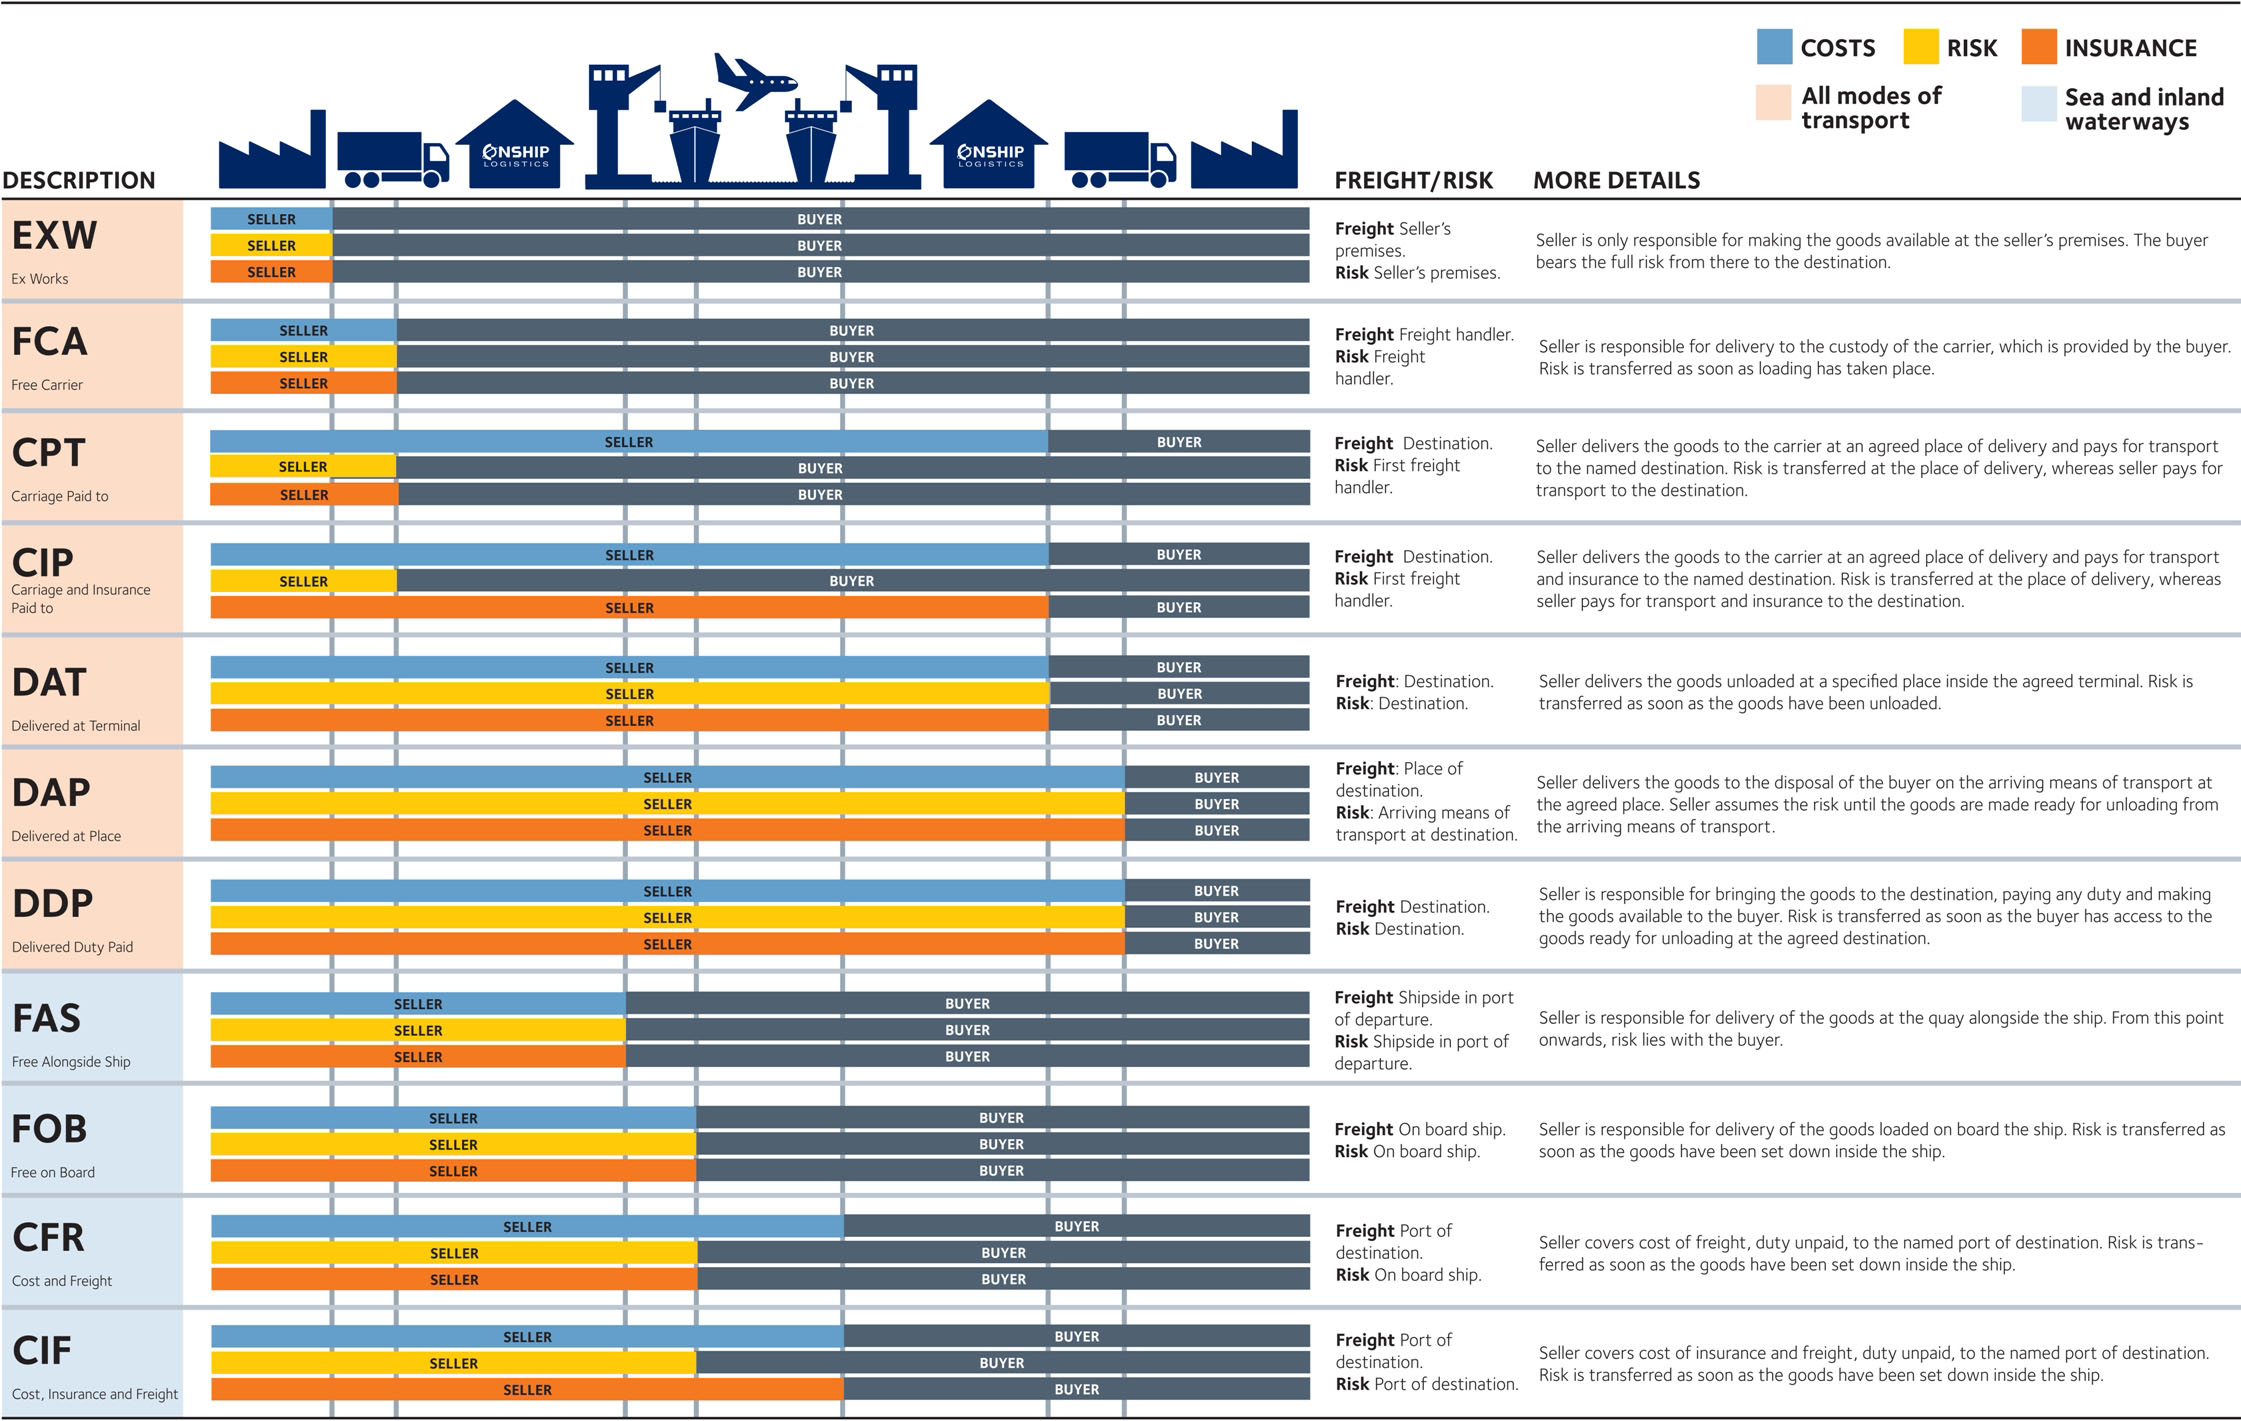 COSTS RISK INSURANCE
All modes of
transport
Sea and inland
waterways
ONSHIP
LOGISTICS
ONSHIP
LOGISTICS
DESCRIPTION FREIGHT/RISK MORE DETAILS
EXW
Ex Works
SELLER BUYER
SELLER BUYER
SELLER BUYER
Freight Seller's
premises.
Risk Seller's premises.
Seller is only responsible for making the goods available at the seller's premises. The buyer
bears the full risk from there to the destination.
FCA
Free Carrier
SELLER BUYER
SELLER BUYER
SELLER BUYER
Freight Freight handler.
Risk Freight
handler.
Seller is responsible for delivery to the custody of the carrier, which is provided by the buyer.
Risk is transferred as soon as loading has taken place.
CPT
Carriage Paid to
SELLER BUYER
SELLER BUYER
SELLER BUYER
Freight Destination.
Risk First freight
handler.
Seller delivers the goods to the carrier at an agreed place of delivery and pays for transport
to the named destination. Risk is transferred at the place of delivery, whereas seller pays for
transport to the destination.
CIP
Carriage and Insurance
Paid to
SELLER BUYER
SELLER BUYER
SELLER BUYER
Freight Destination.
Risk First freight
handler.
Seller delivers the goods to the carrier at an agreed place of delivery and pays for transport
and insurance to the named destination. Risk is transferred at the place of delivery, whereas
seller pays for transport and insurance to the destination.
DAT
Delivered at Terminal
SELLER BUYER
SELLER BUYER
SELLER BUYER
Freight: Destination.
Risk: Destination.
Seller delivers the goods unloaded at a specified place inside the agreed terminal. Risk is
transferred as soon as the goods have been unloaded.
DAP
Delivered at Place
SELLER BUYER
SELLER BUYER
SELLER BUYER
Freight: Place of
destination.
Risk: Arriving means of
transport at destination.
Seller delivers the goods to the disposal of the buyer on the arriving means of transport at
the agreed place. Seller assumes the risk until the goods are made ready for unloading from
the arriving means of transport.
DDP
Delivered Duty Paid
SELLER BUYER
SELLER BUYER
SELLER BUYER
Freight Destination.
Risk Destination.
Seller is responsible for bringing the goods to the destination, paying any duty and making
the goods available to the buyer. Risk is transferred as soon as the buyer has access to the
goods ready for unloading at the agreed destination.
FAS
Free Alongside Ship
SELLER BUYER
SELLER BUYER
SELLER BUYER
Freight Shipside in port
of departure.
Risk Shipside in port of
departure.
Seller is responsible for delivery of the goods at the quay alongside the ship. From this point
onwards, risk lies with the buyer.
FOB
Free on Board
SELLER BUYER
SELLER BUYER
SELLER BUYER
Freight On board ship.
Risk On board ship.
Seller is responsible for delivery of the goods loaded on board the ship. Risk is transferred as
soon as the goods have been set down inside the ship.
CFR
Cost and Freight
SELLER BUYER
SELLER BUYER
SELLER BUYER
Freight Port of
destination.
Risk On board ship.
Seller covers cost of freight, duty unpaid, to the named port of destination. Risk is trans-
ferred as soon as the goods have been set down inside the ship.
CIF
Cost, Insurance and Freight
SELLER BUYER
SELLER BUYER
SELLER BUYER
Freight Port of
destination.
Risk Port of destination.
Seller covers cost of insurance and freight, duty unpaid, to the named port of destination.
Risk is transferred as soon as the goods have been set down inside the ship.